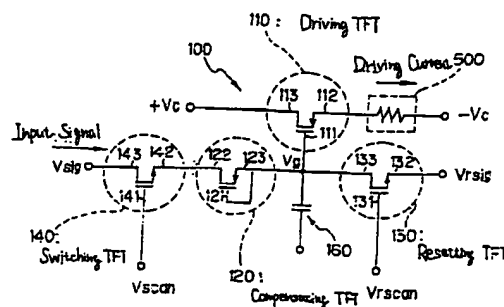 110: Driving TFT
100
Driving Current 500
113 112
+Vc
-Vc
111
Input Signal
Vsig 143 142 122 123 Vg 133 132 Vrsig
141 121 131
140: Switching TFT
160
130: Resetting TFT
120: Compensating TFT
Vscan
Vrscan